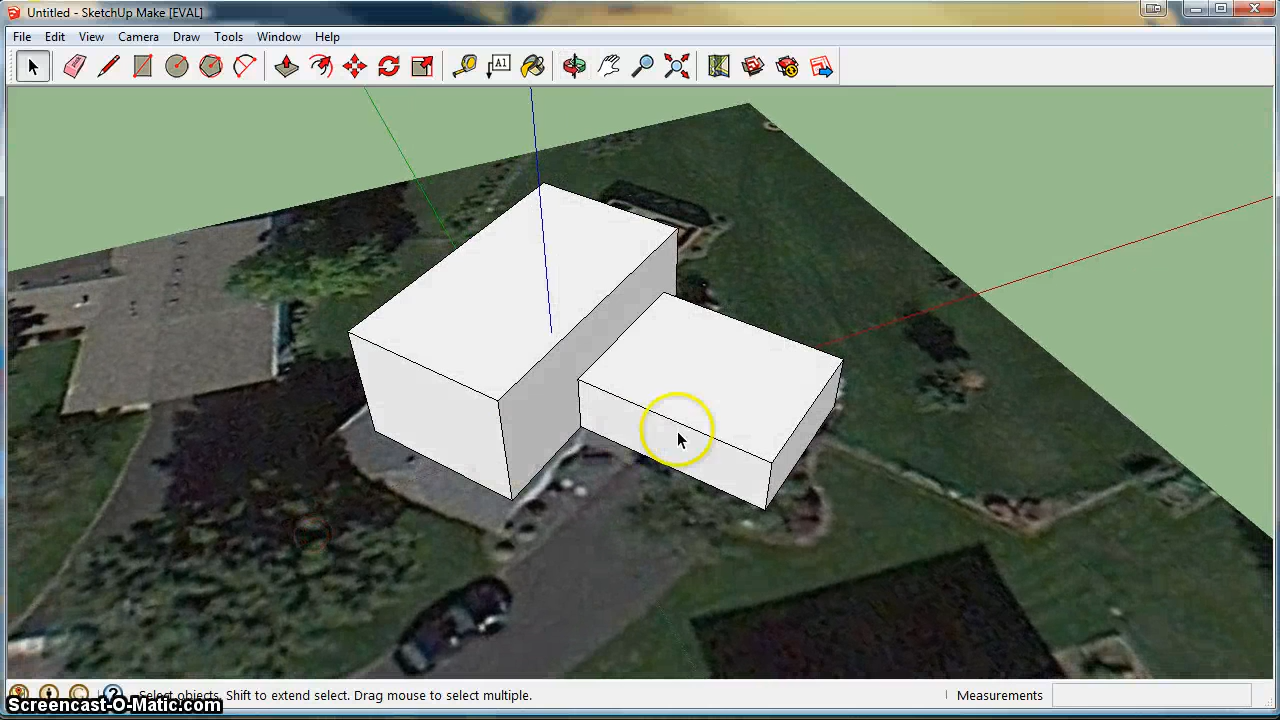 Untitled - SketchUp Make [EVAL]
File Edit View Camera Draw Tools Window Help
A1
Select objects. Shift to extend select. Drag mouse to select multiple.
Measurements
Screencast-O-Matic.com